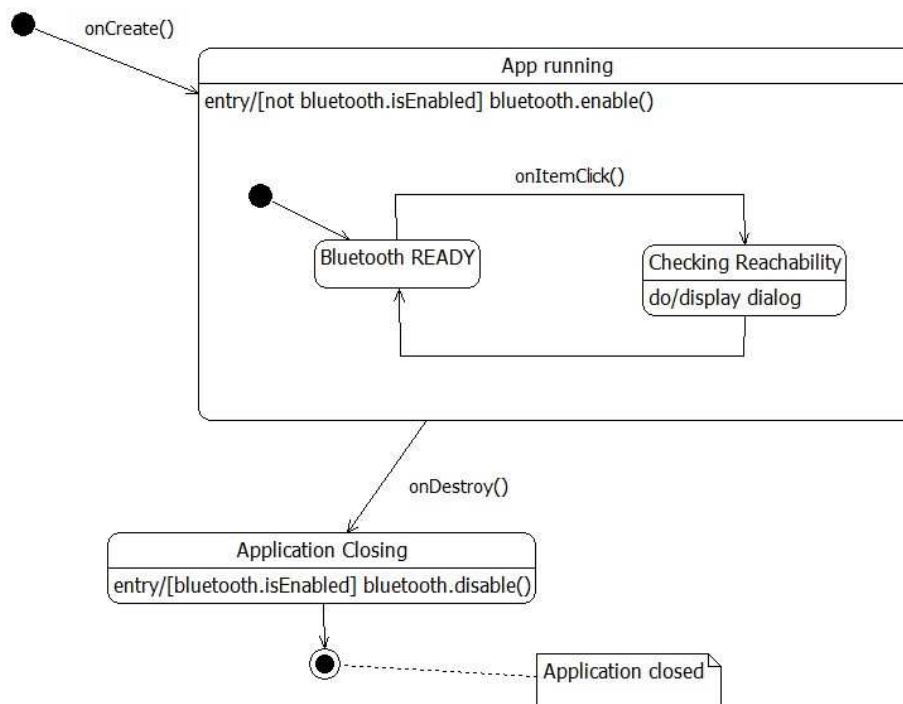 onCreate()
App running
entry/[not bluetooth.isEnabled] bluetooth.enable()
onItemClick()
Bluetooth READY
Checking Reachability
do/display dialog
onDestroy()
Application Closing
entry/[bluetooth.isEnabled] bluetooth.disable()
Application closed